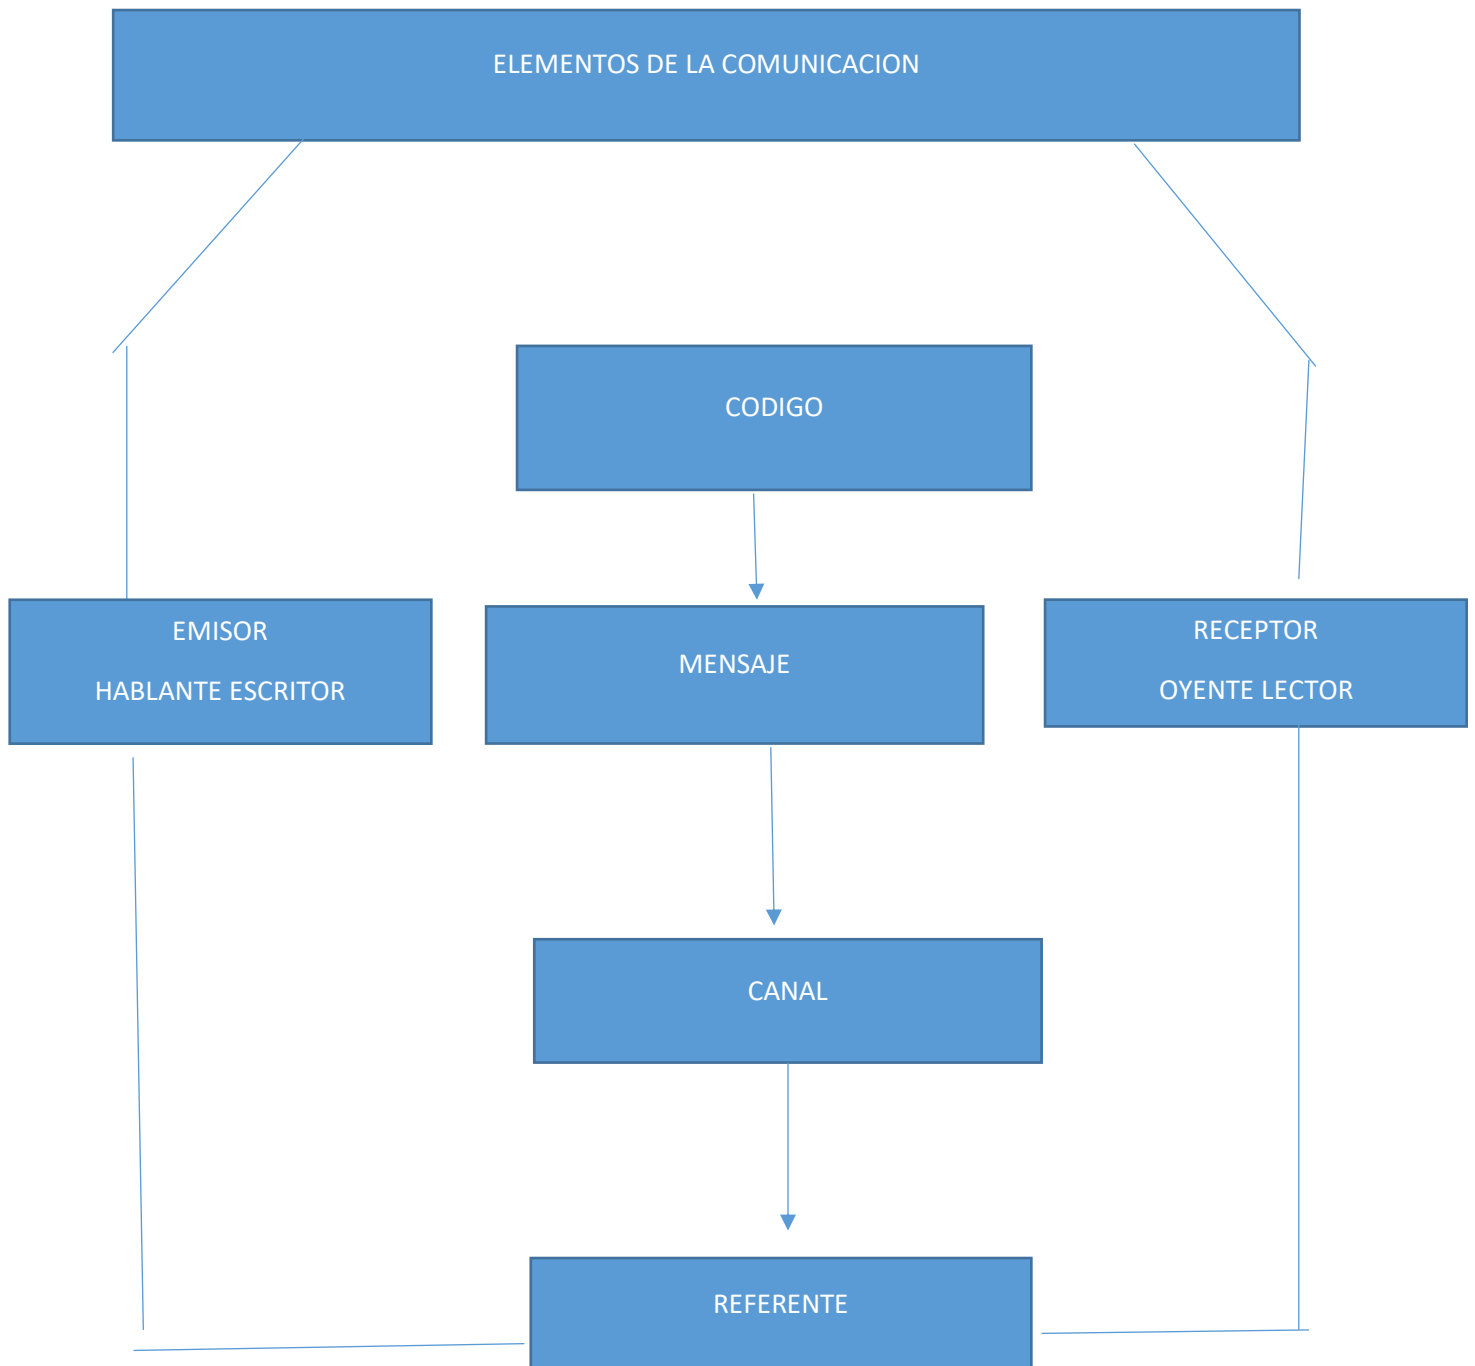 ELEMENTOS DE LA COMUNICACION
CODIGO
EMISOR
HABLANTE ESCRITOR
MENSAJE
RECEPTOR
OYENTE LECTOR
CANAL
REFERENTE